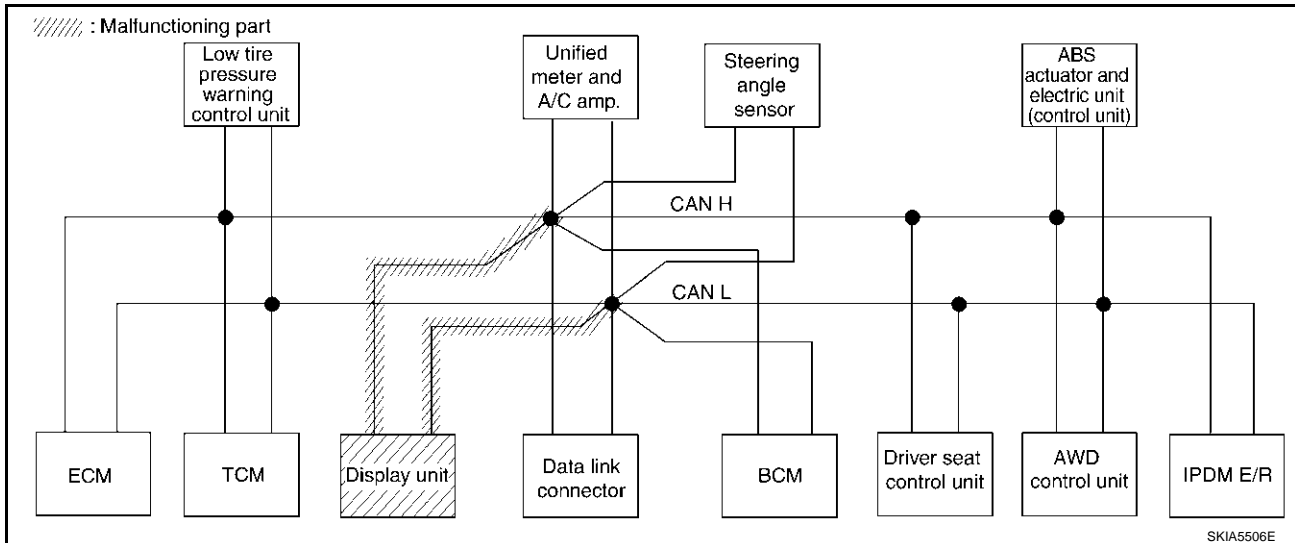 : Malfunctioning part
Low tire
pressure
warning
control unit
Unified
meter and
A/C amp.
Steering
angle
sensor
ABS
actuator and
electric unit
(control unit)
CAN H
CAN L
ECM
TCM
Display unit
Data link
connector
BCM
Driver seat
control unit
AWD
control unit
IPDM E/R
SKIA5506E